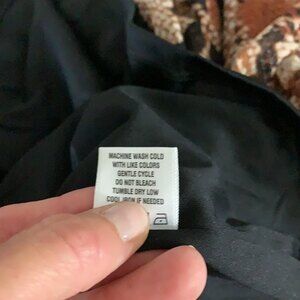 MACHINE WASH COLD
WITH LIKE COLORS
GENTLE CYCLE
DO NOT BLEACH
TUMBLE DRY LOW
COOL IRON IF NEEDED